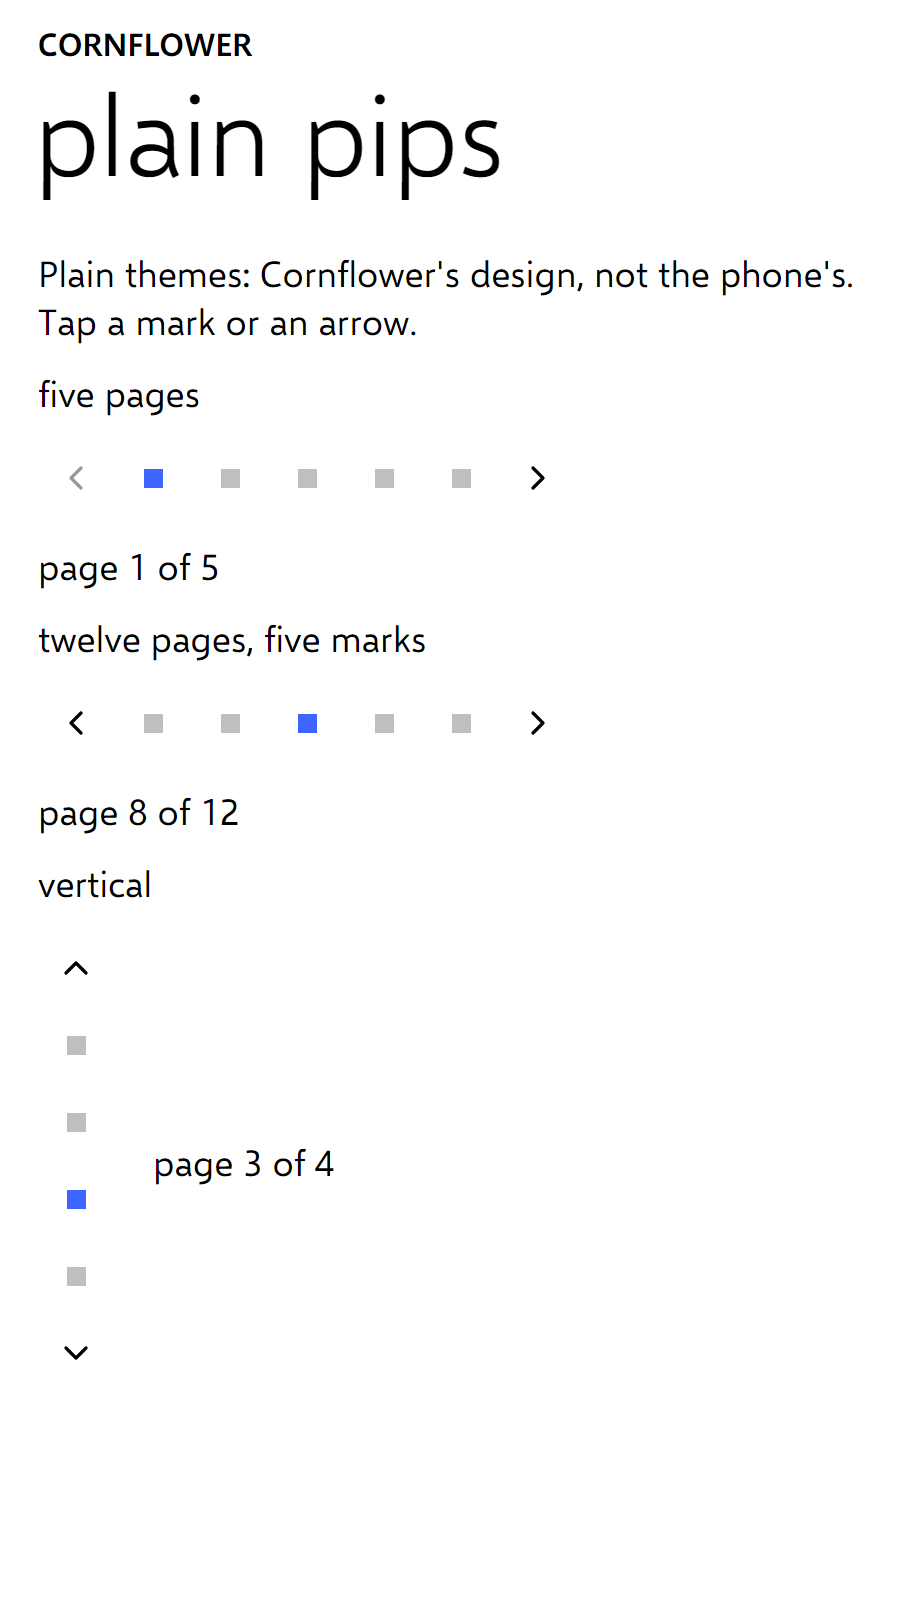 CORNFLOWER
plain pips
Plain themes: Cornflower's design, not the phone's.
Tap a mark or an arrow.
five pages
page 1 of 5
twelve pages, five marks
page 8 of 12
vertical
page 3 of 4